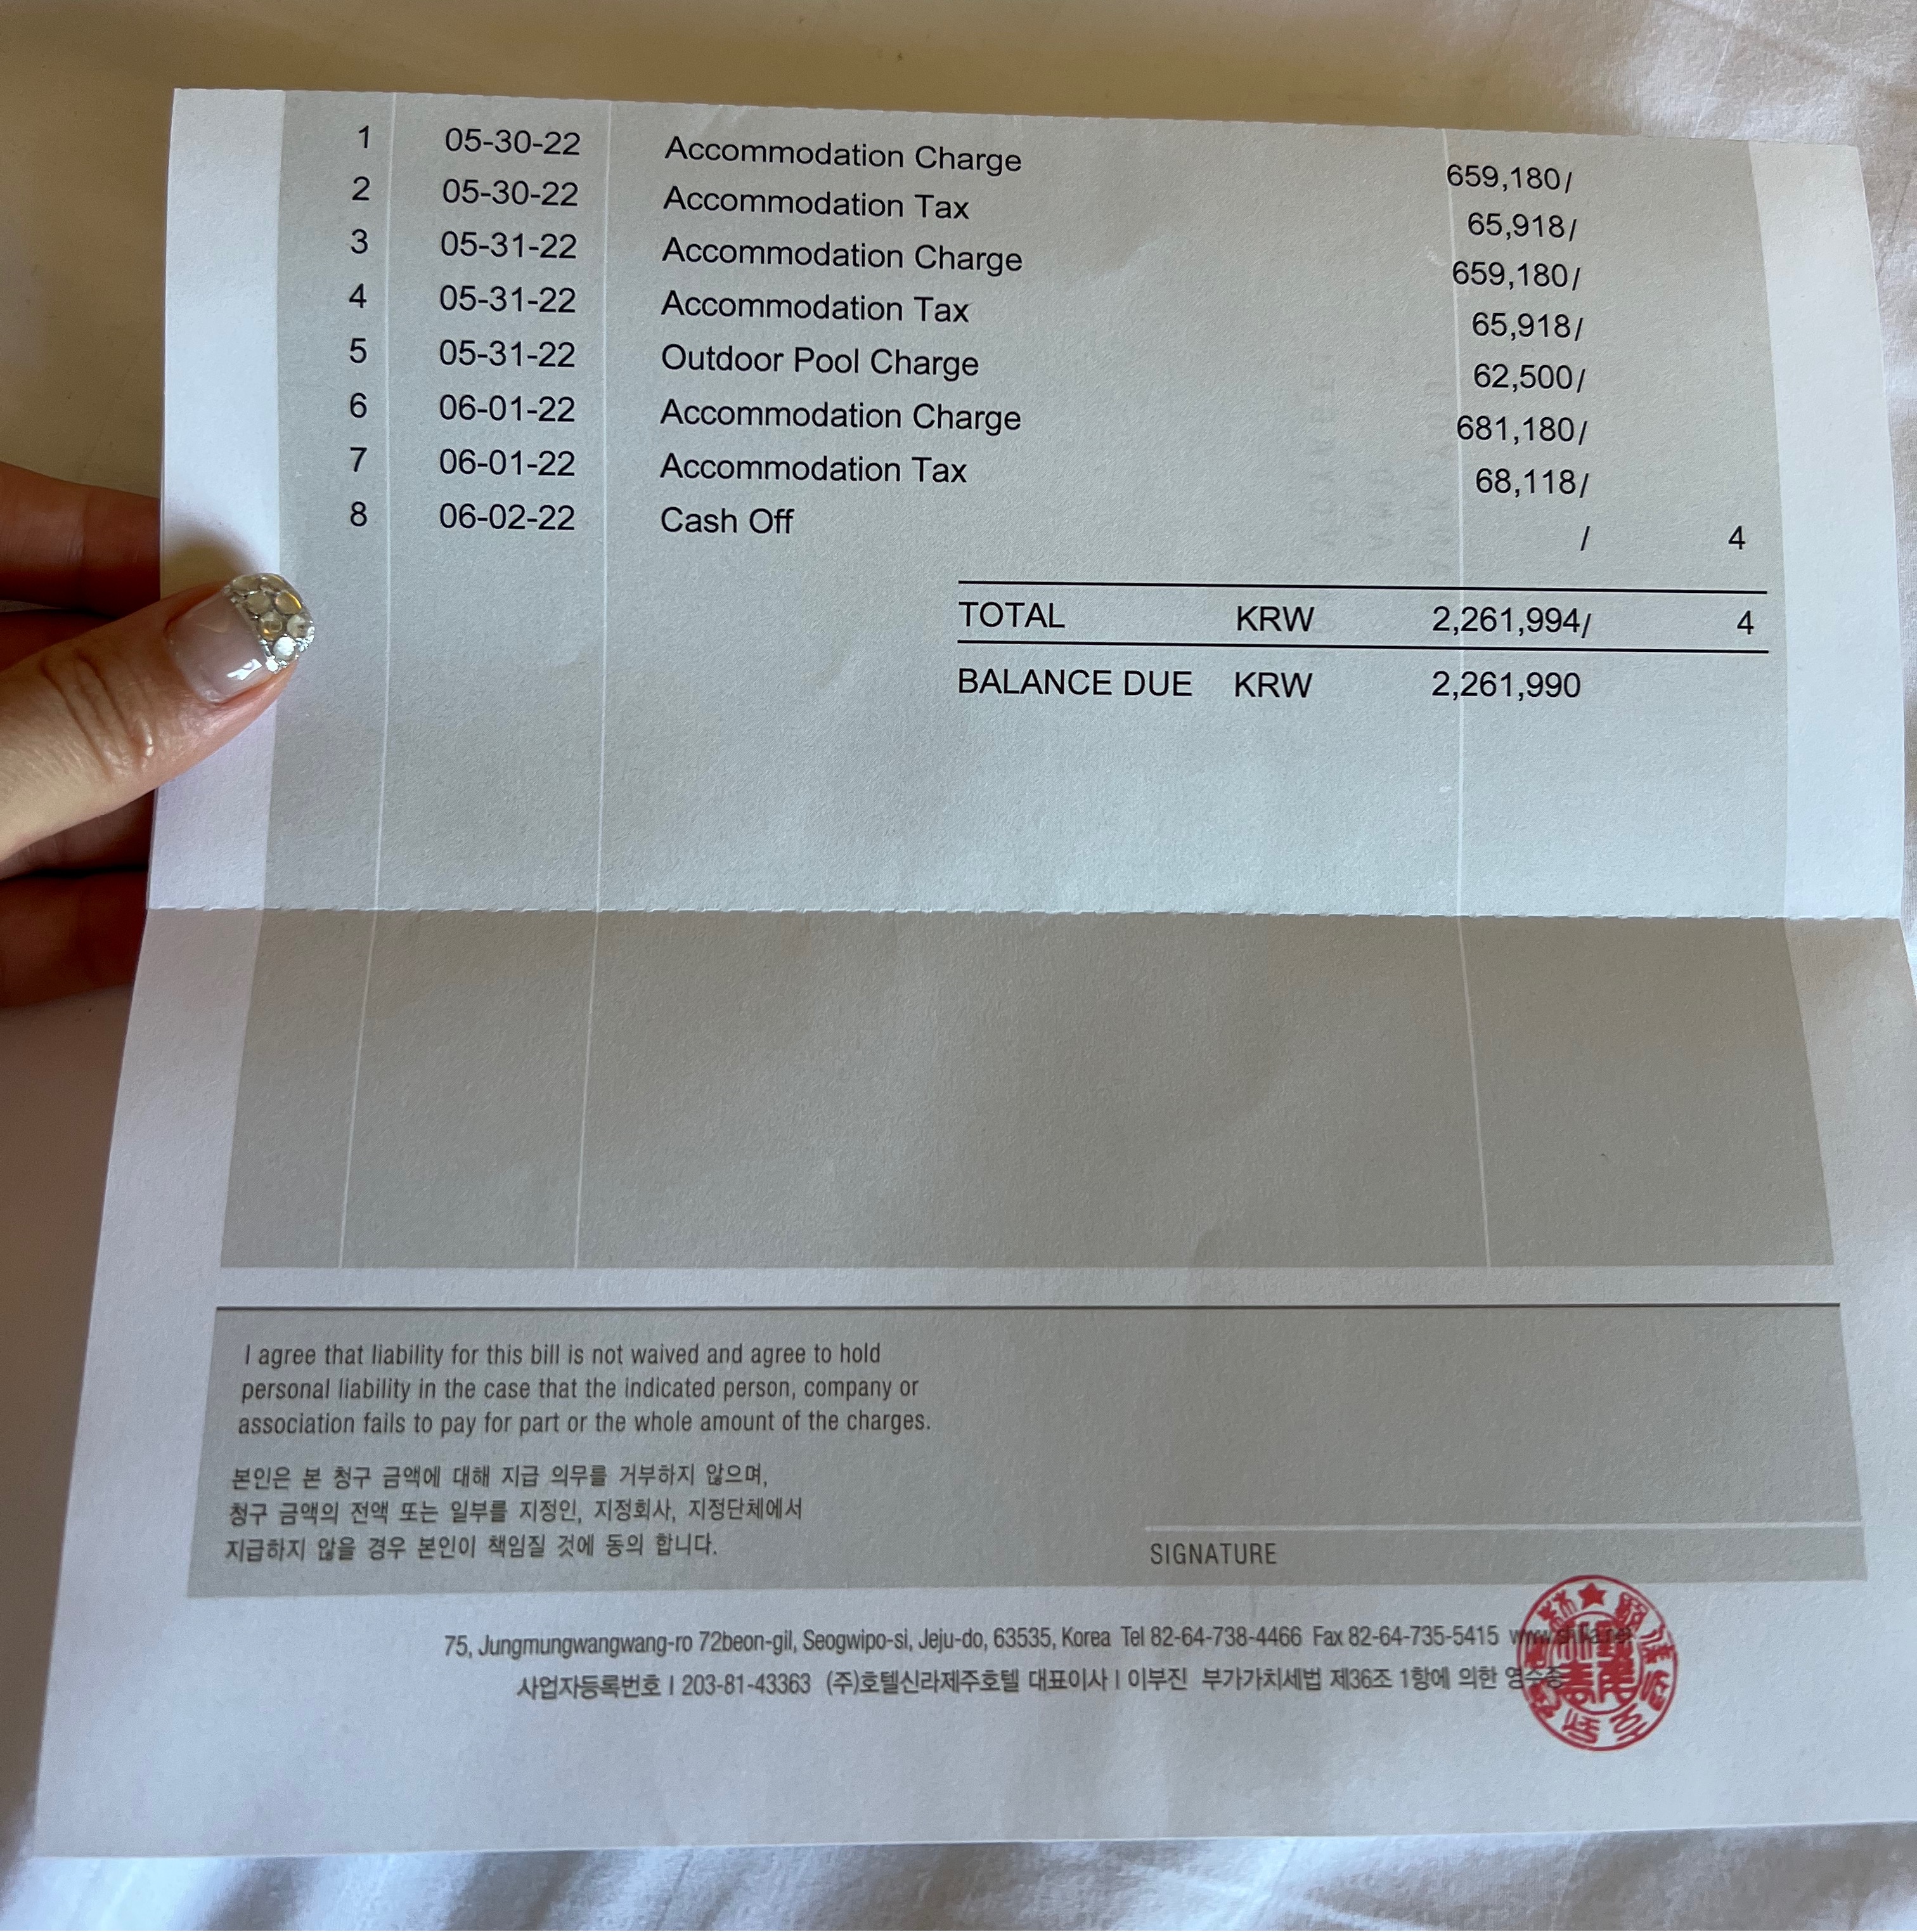 1 05-30-22 Accommodation Charge 659,180/
2 05-30-22 Accommodation Tax 65,918/
3 05-31-22 Accommodation Charge 659,180/
4 05-31-22 Accommodation Tax 65,918/
5 05-31-22 Outdoor Pool Charge 62,500/
6 06-01-22 Accommodation Charge 681,180/
7 06-01-22 Accommodation Tax 68,118/
8 06-02-22 Cash Off / 4
TOTAL KRW 2,261,994/ 4
BALANCE DUE KRW 2,261,990
I agree that liability for this bill is not waived and agree to hold
personal liability in the case that the indicated person, company or
association fails to pay for part or the whole amount of the charges.
본인은 본 청구 금액에 대해 지급 의무를 거부하지 않으며,
청구 금액의 전액 또는 일부를 지정인, 지정회사, 지정단체에서
지급하지 않을 경우 본인이 책임질 것에 동의 합니다.
SIGNATURE
75, Jungmungwangwang-ro 72beon-gil, Seogwipo-si, Jeju-do, 63535, Korea Tel 82-64-738-4466 Fax 82-64-735-5415
사업자등록번호 I 203-81-43363 (주)호텔신라제주호텔 대표이사 I 이부진 부가가치세법 제36조 1항에 의한 영수증